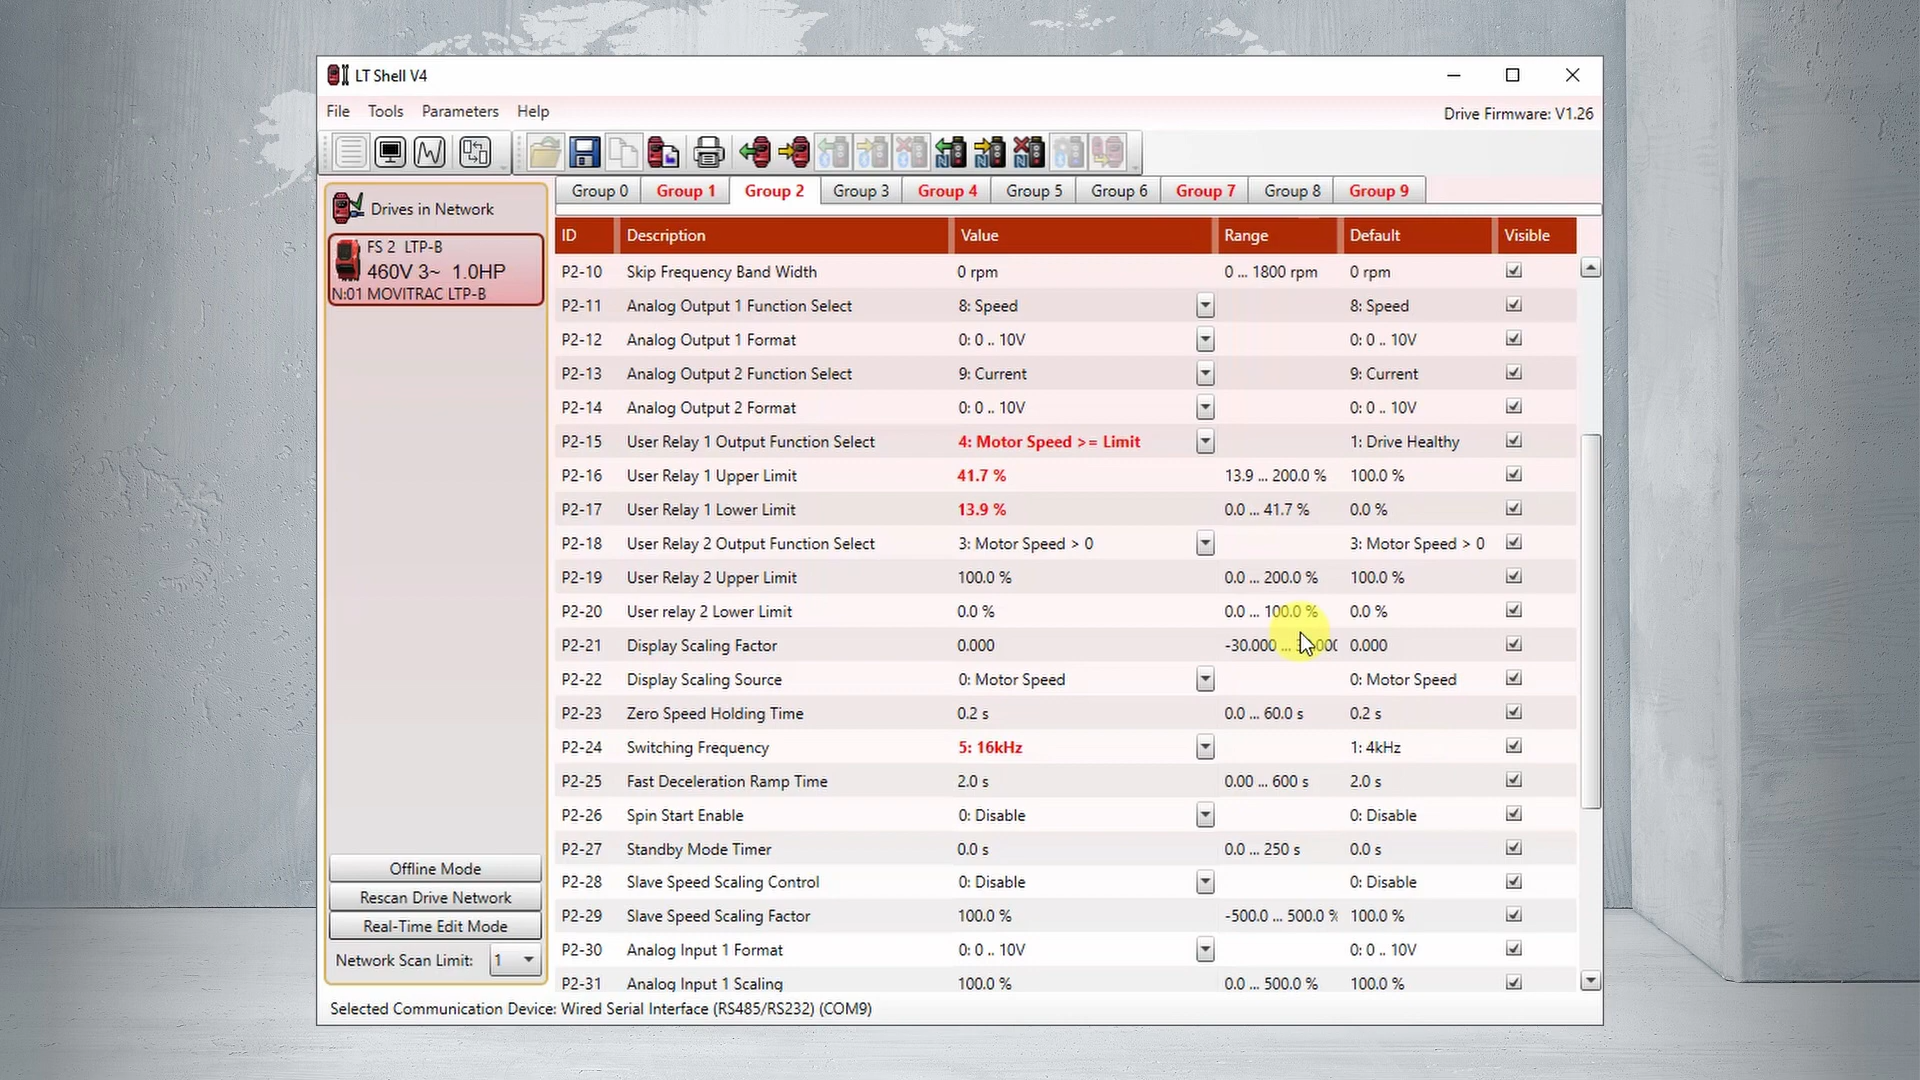 LT Shell V4
File Tools Parameters Help
Drive Firmware: V1.26
Group 0 Group 1 Group 2 Group 3 Group 4 Group 5 Group 6 Group 7 Group 8 Group 9
Drives in Network
FS 2 LTP-B
460V 3~ 1.0HP
N:01 MOVITRAC LTP-B
ID Description Value Range Default Visible
P2-10 Skip Frequency Band Width 0 rpm 0 ... 1800 rpm 0 rpm
P2-11 Analog Output 1 Function Select 8: Speed 8: Speed
P2-12 Analog Output 1 Format 0: 0 .. 10V 0: 0 .. 10V
P2-13 Analog Output 2 Function Select 9: Current 9: Current
P2-14 Analog Output 2 Format 0: 0 .. 10V 0: 0 .. 10V
P2-15 User Relay 1 Output Function Select 4: Motor Speed >= Limit 1: Drive Healthy
P2-16 User Relay 1 Upper Limit 41.7 % 13.9 ... 200.0 % 100.0 %
P2-17 User Relay 1 Lower Limit 13.9 % 0.0 ... 41.7 % 0.0 %
P2-18 User Relay 2 Output Function Select 3: Motor Speed > 0 3: Motor Speed > 0
P2-19 User Relay 2 Upper Limit 100.0 % 0.0 ... 200.0 % 100.0 %
P2-20 User relay 2 Lower Limit 0.0 % 0.0 ... 100.0 % 0.0 %
P2-21 Display Scaling Factor 0.000 -30.000 ... 0.000
P2-22 Display Scaling Source 0: Motor Speed 0: Motor Speed
P2-23 Zero Speed Holding Time 0.2 s 0.0 ... 60.0 s 0.2 s
P2-24 Switching Frequency 5: 16kHz 1: 4kHz
P2-25 Fast Deceleration Ramp Time 2.0 s 0.00 ... 600 s 2.0 s
P2-26 Spin Start Enable 0: Disable 0: Disable
P2-27 Standby Mode Timer 0.0 s 0.0 ... 250 s 0.0 s
P2-28 Slave Speed Scaling Control 0: Disable 0: Disable
P2-29 Slave Speed Scaling Factor 100.0 % -500.0 ... 500.0 % 100.0 %
P2-30 Analog Input 1 Format 0: 0 .. 10V 0: 0 .. 10V
P2-31 Analog Input 1 Scaling 100.0 % 0.0 ... 500.0 % 100.0 %
Offline Mode
Rescan Drive Network
Real-Time Edit Mode
Network Scan Limit: 1
Selected Communication Device: Wired Serial Interface (RS485/RS232) (COM9)